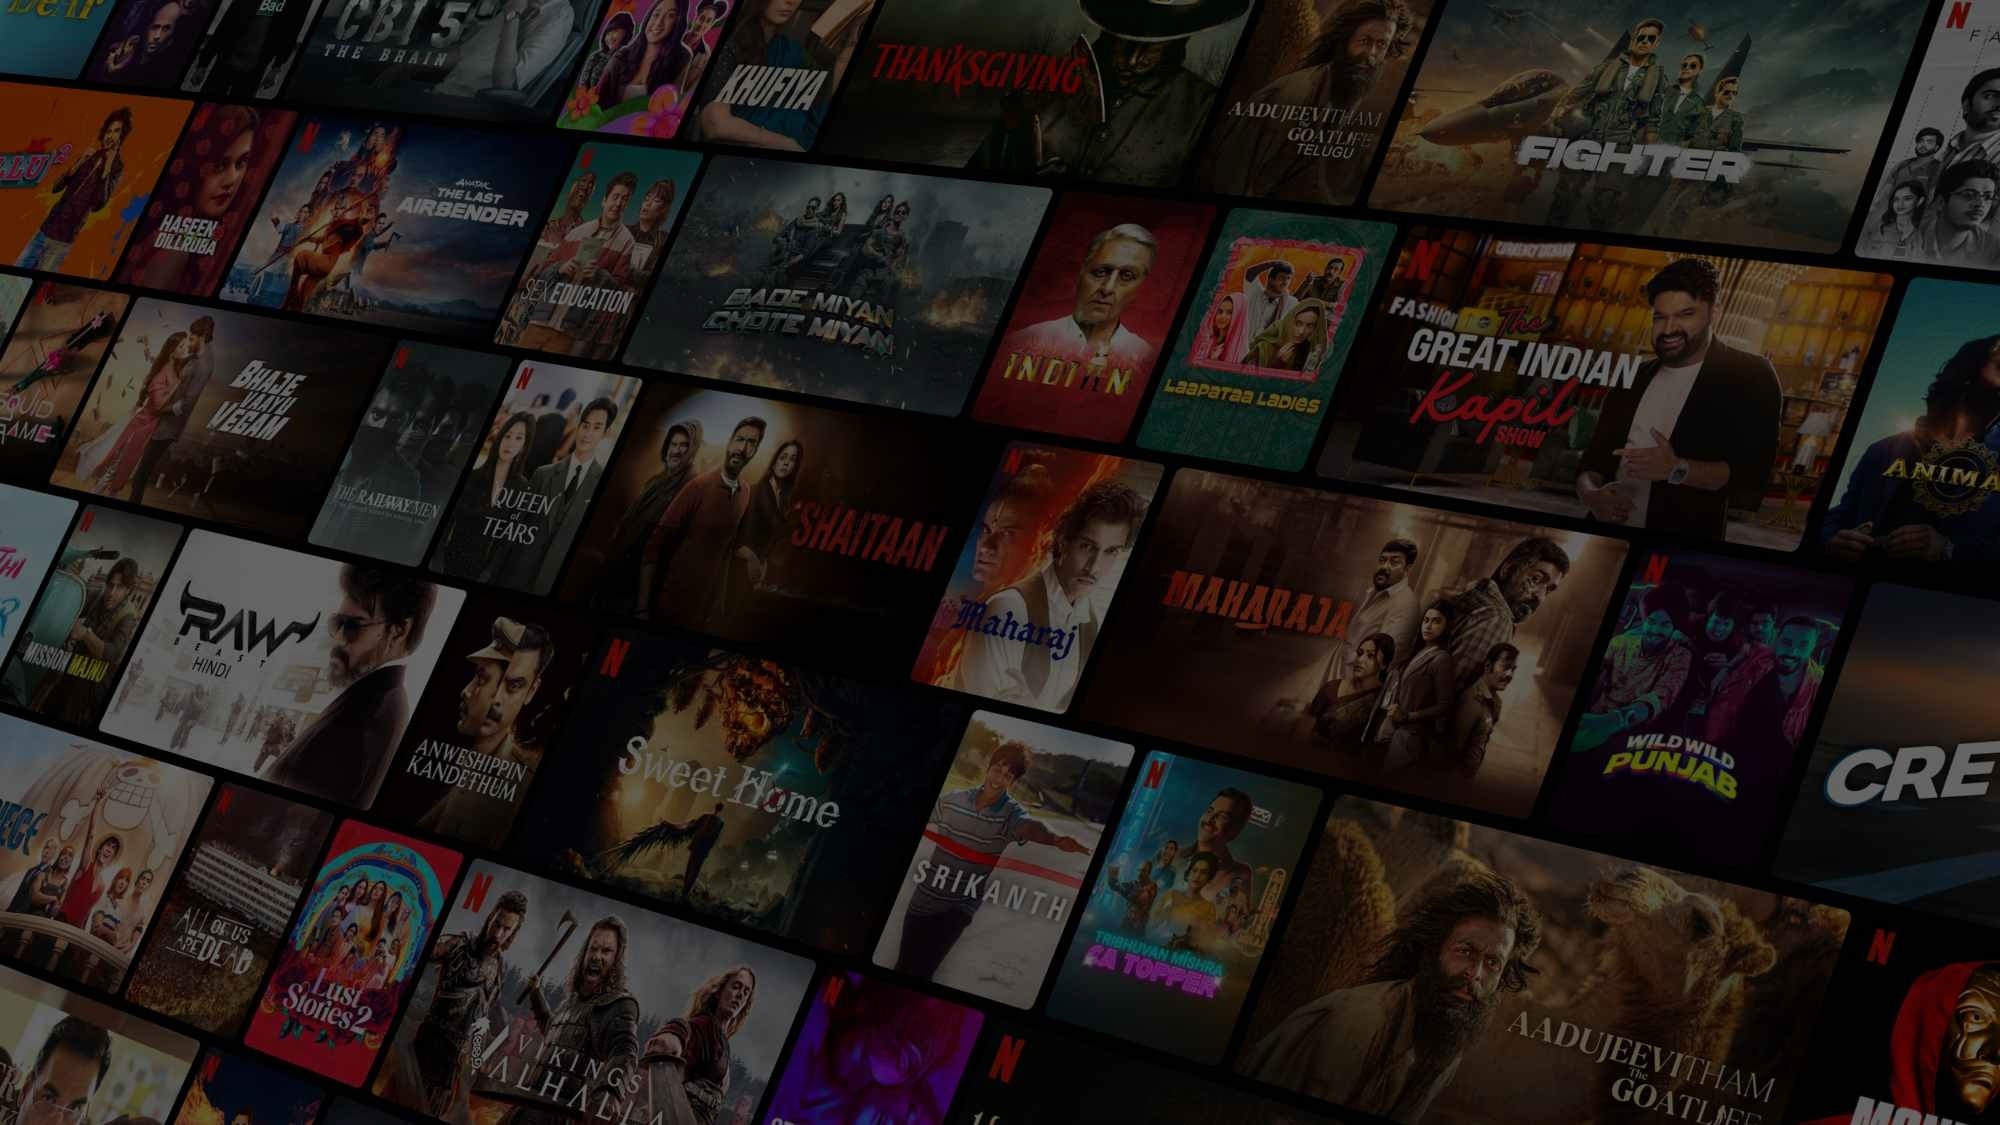 Bad
CBI 5
THE BRAIN
KHUFIYA
THANKSGIVING
AADUJEEVITHAM
The
GOATLIFE
TELUGU
FIGHTER
N
HASEEN
DILLRUBA
N
AVATAR
THE LAST
AIRBENDER
N
SEX EDUCATION
BADE MIYAN
CHOTE MIYAN
INDIAN
LAAPATAA LADIES
N
FASHION
The
GREAT INDIAN
Kapil
SHOW
ANIMA
SQUID
GAME
BHAJE
VAAYU
VEGAM
N
THE RAILWAY MEN
N
QUEEN
of
TEARS
SHAITAAN
N
Maharaj
MAHARAJA
N
WILD WILD
PUNJAB
N
MISSION MAJNU
RAW
BEAST
HINDI
ANWESHIPPIN
KANDETHUM
N
Sweet Home
SRIKANTH
N
TRIBHUVAN MISHRA
CA TOPPER
CRE
N
ALL OF US
ARE DEAD
Lust
Stories 2
N
VIKINGS
VALHALLA
N
N
AADUJEEVITHAM
The
GOATLIFE
N